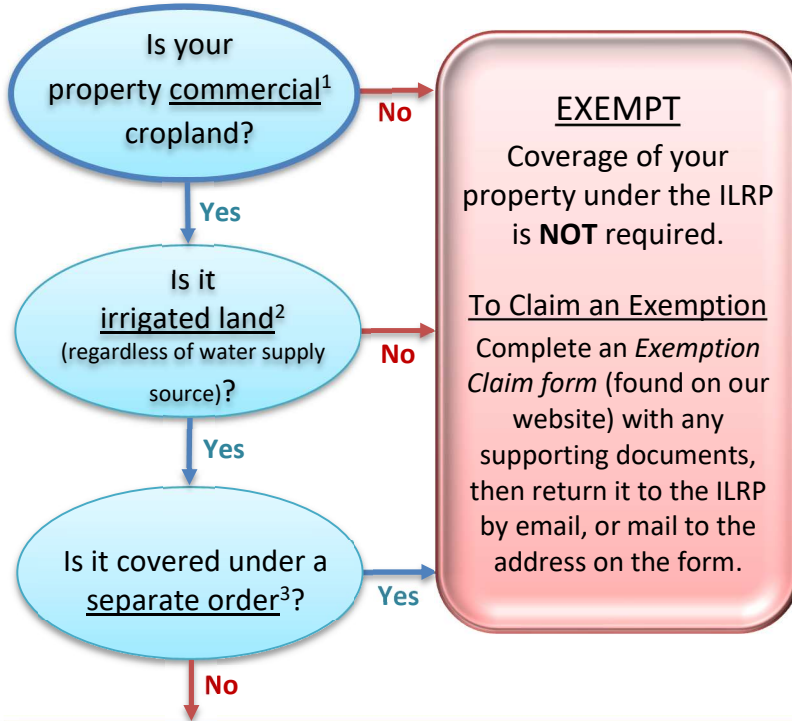 Is your
property commercial¹
cropland?
No
Yes
Is it
irrigated land²
(regardless of water supply
source)?
No
Yes
Is it covered under a
separate order³?
Yes
No
EXEMPT
Coverage of your
property under the ILRP
is NOT required.
To Claim an Exemption
Complete an Exemption
Claim form (found on our
website) with any
supporting documents,
then return it to the ILRP
by email, or mail to the
address on the form.